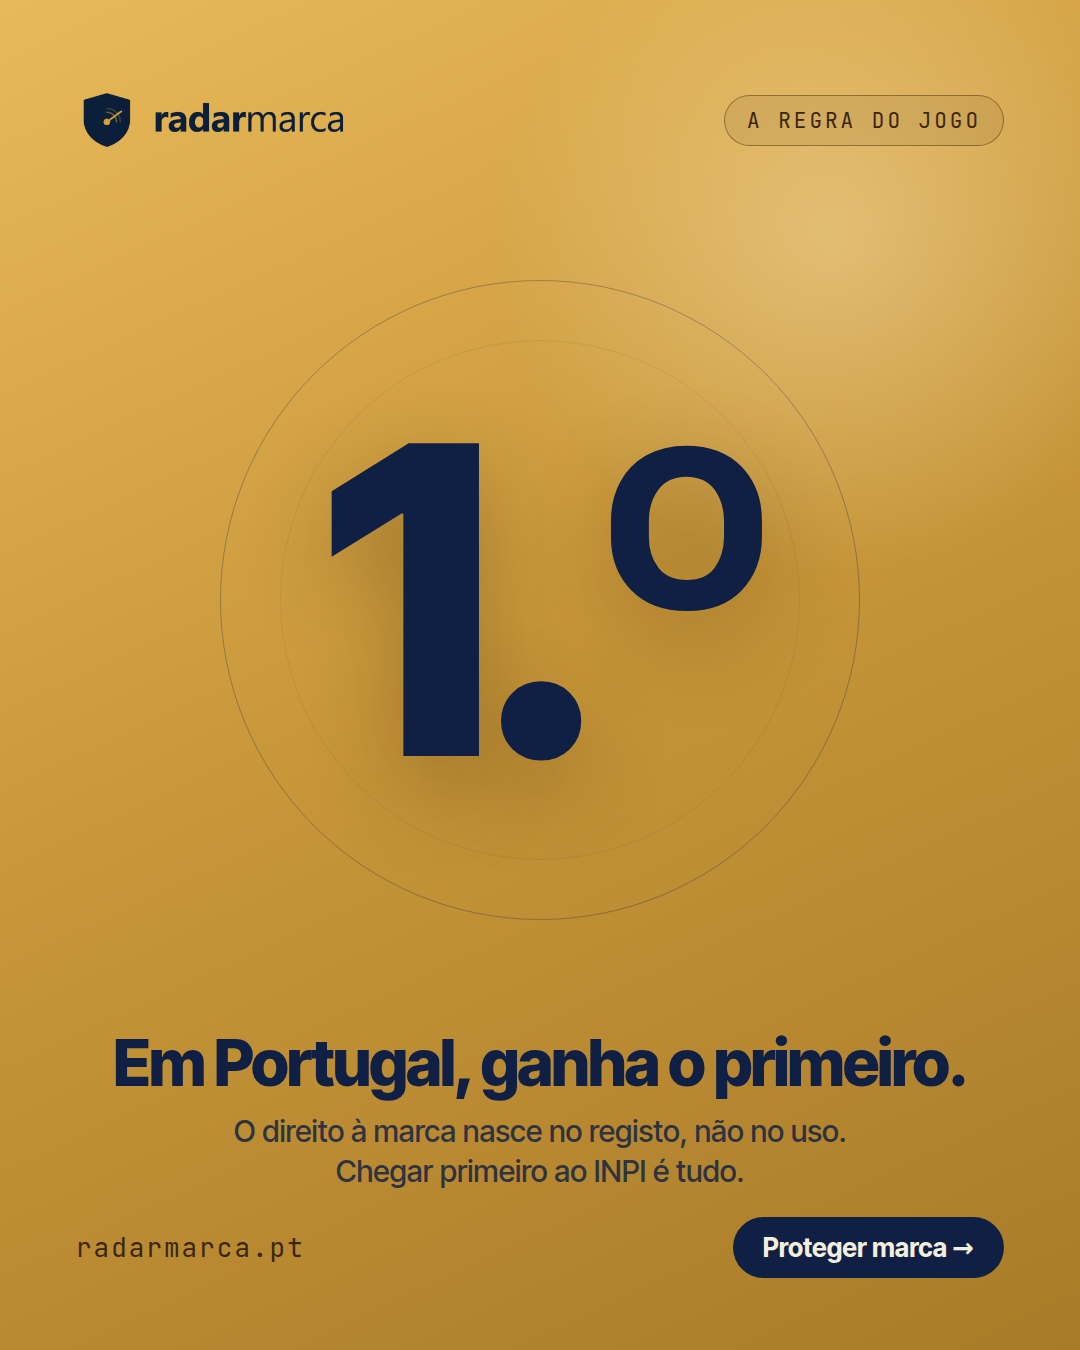 radarmarca
A REGRA DO JOGO
1.º
Em Portugal, ganha o primeiro.
O direito à marca nasce no registo, não no uso.
Chegar primeiro ao INPI é tudo.
radarmarca.pt
Proteger marca →